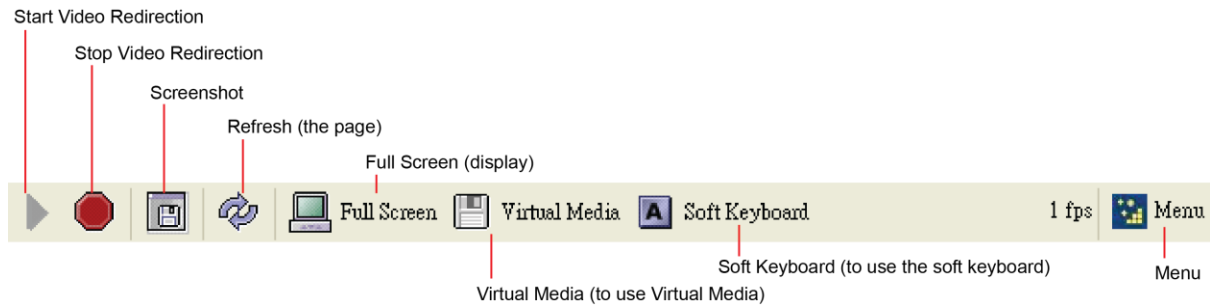 Start Video Redirection
Stop Video Redirection
Screenshot
Refresh (the page)
Full Screen (display)
Full Screen Virtual Media A Soft Keyboard 1 fps Menu
Soft Keyboard (to use the soft keyboard)
Menu
Virtual Media (to use Virtual Media)